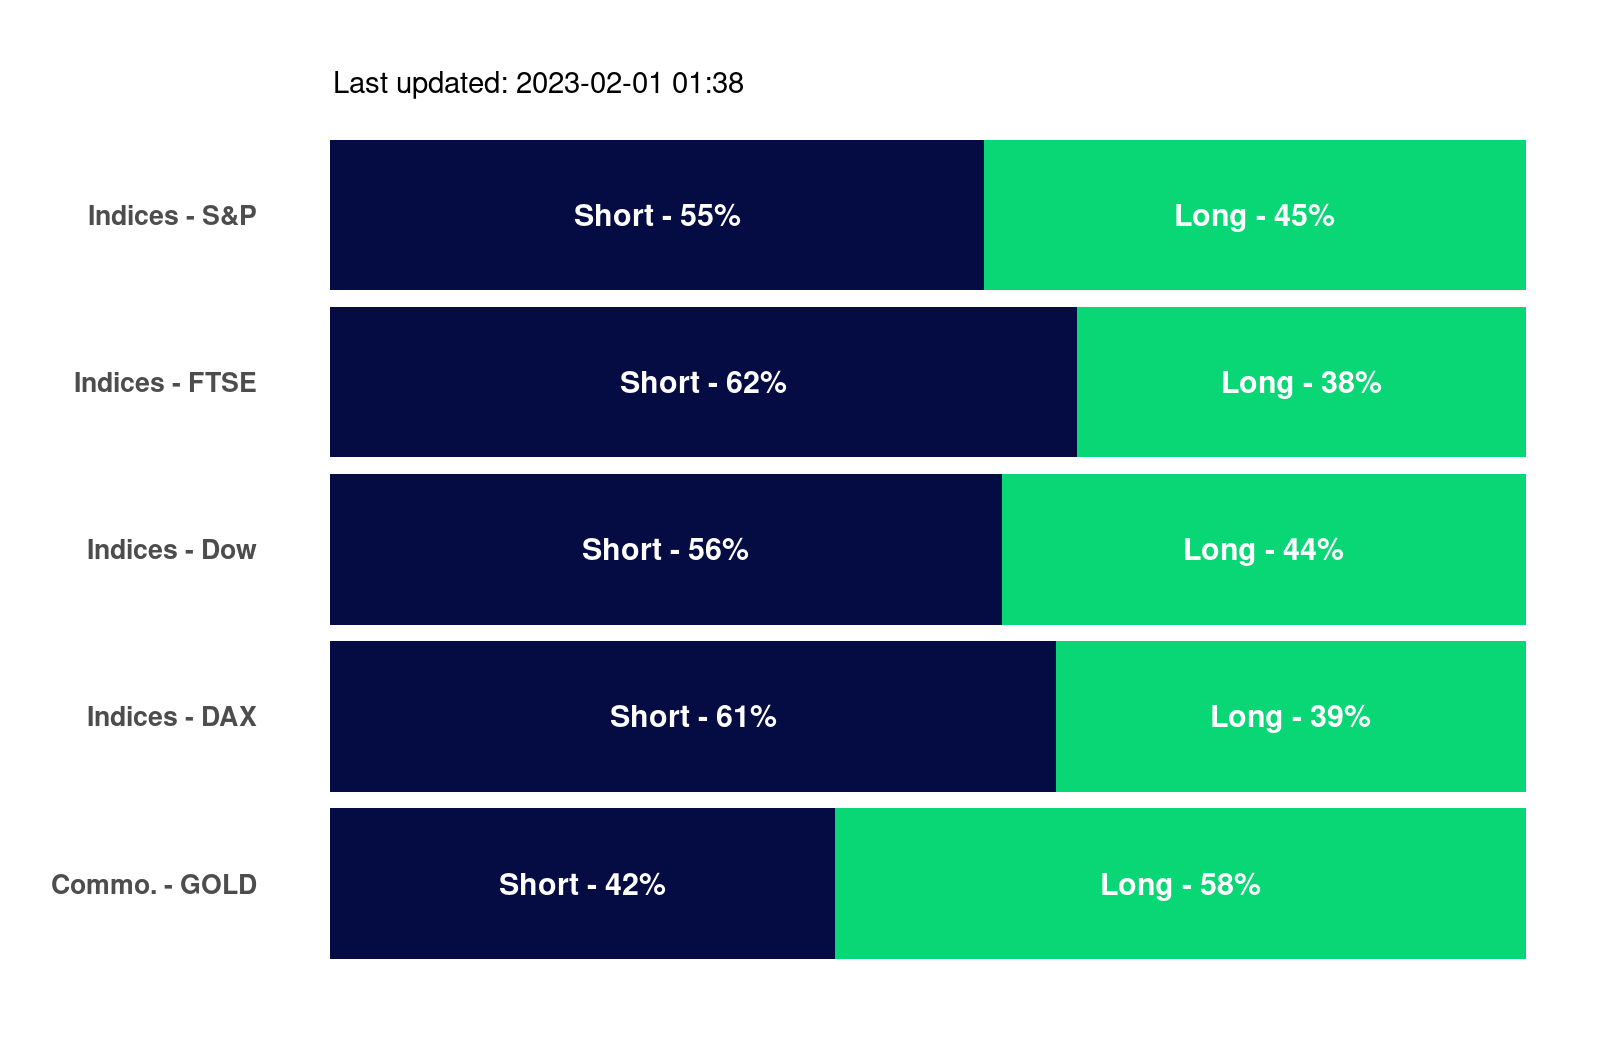 Last updated: 2023-02-01 01:38
Indices - S&P Short - 55% Long - 45%
Indices - FTSE Short - 62% Long - 38%
Indices - Dow Short - 56% Long - 44%
Indices - DAX Short - 61% Long - 39%
Commo. - GOLD Short - 42% Long - 58%